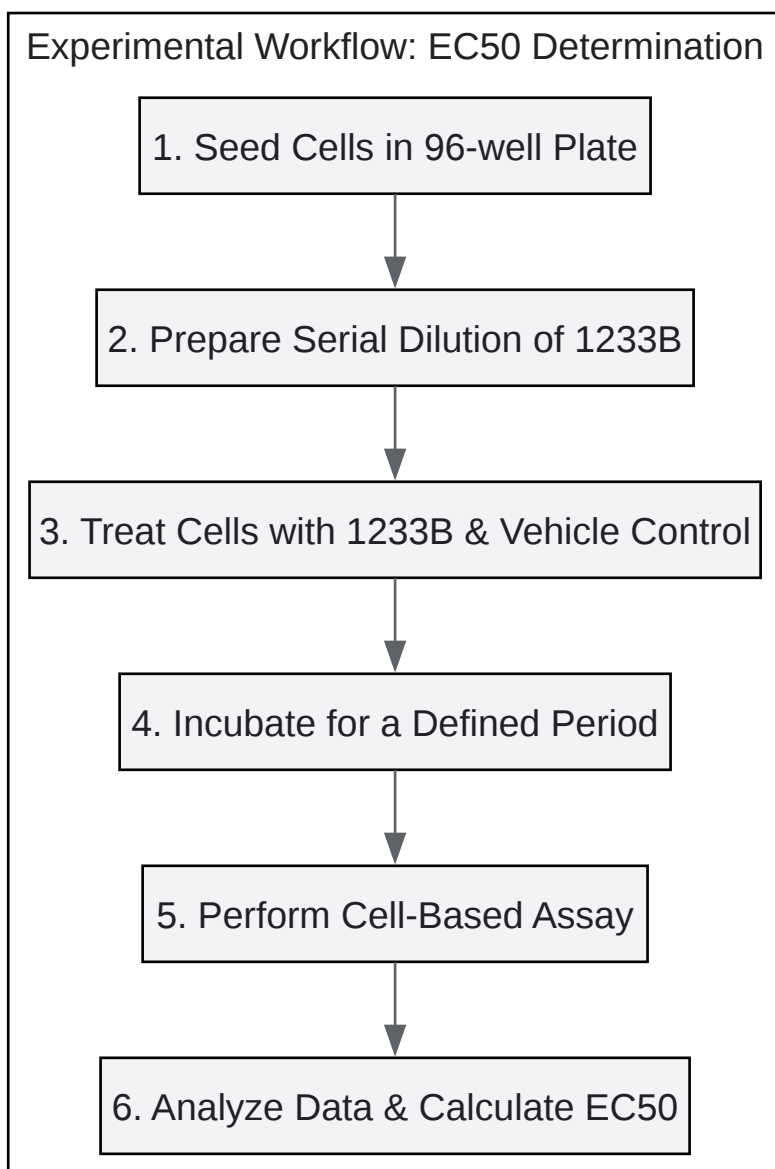 Experimental Workflow: EC50 Determination
1. Seed Cells in 96-well Plate
2. Prepare Serial Dilution of 1233B
3. Treat Cells with 1233B & Vehicle Control
4. Incubate for a Defined Period
5. Perform Cell-Based Assay
6. Analyze Data & Calculate EC50